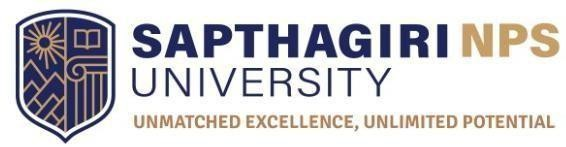 SAPTHAGIRI NPS
UNIVERSITY
UNMATCHED EXCELLENCE, UNLIMITED POTENTIAL